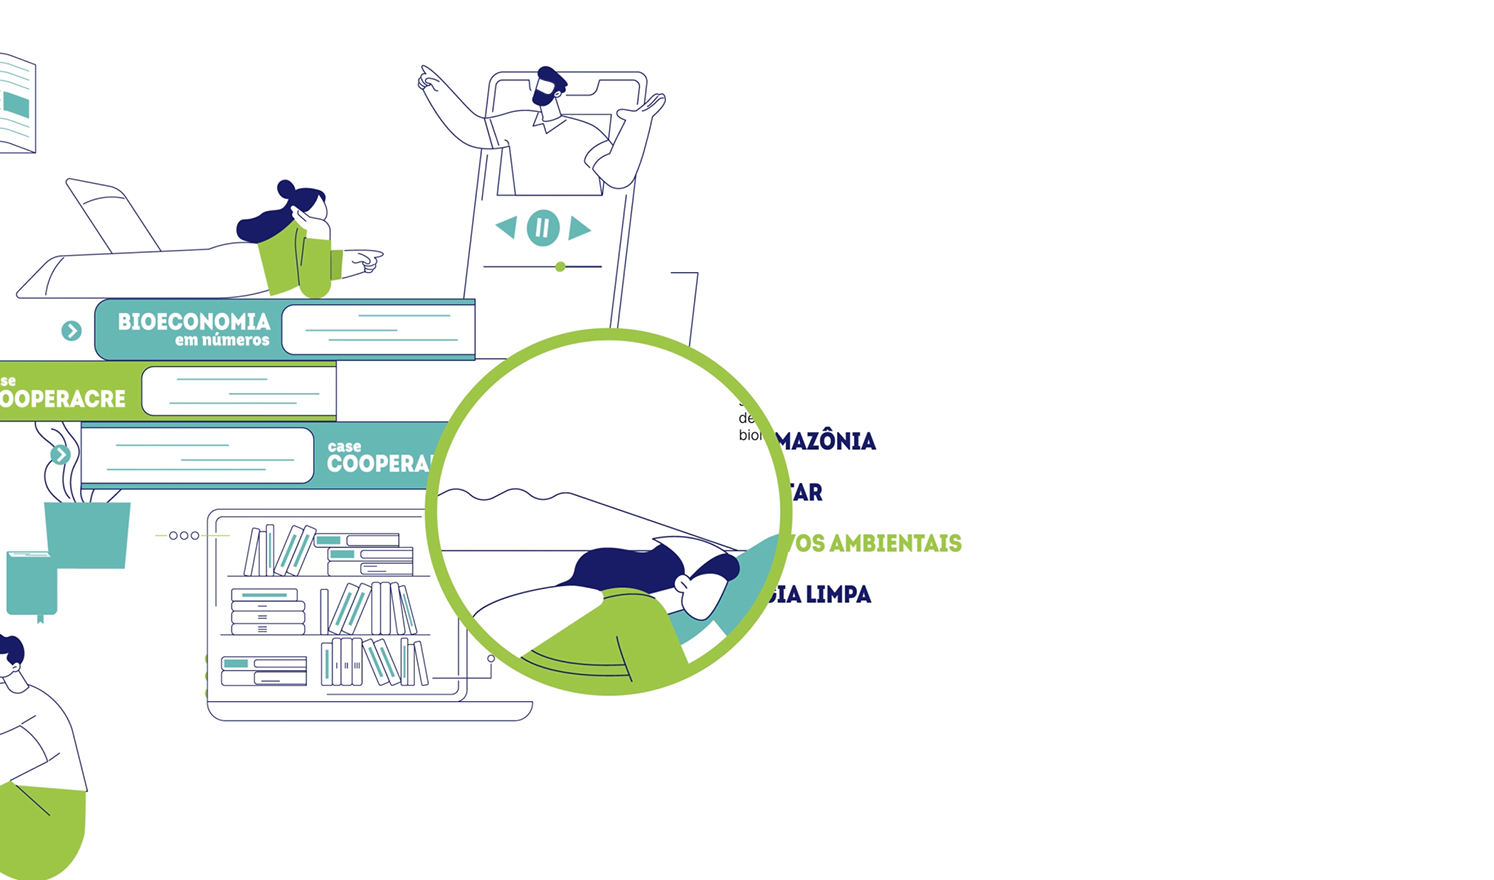 BIOECONOMIA
em números
se
OOPERACRE
case
COOPERA
de
bio
MAZÔNIA
TAR
VOS AMBIENTAIS
GIA LIMPA